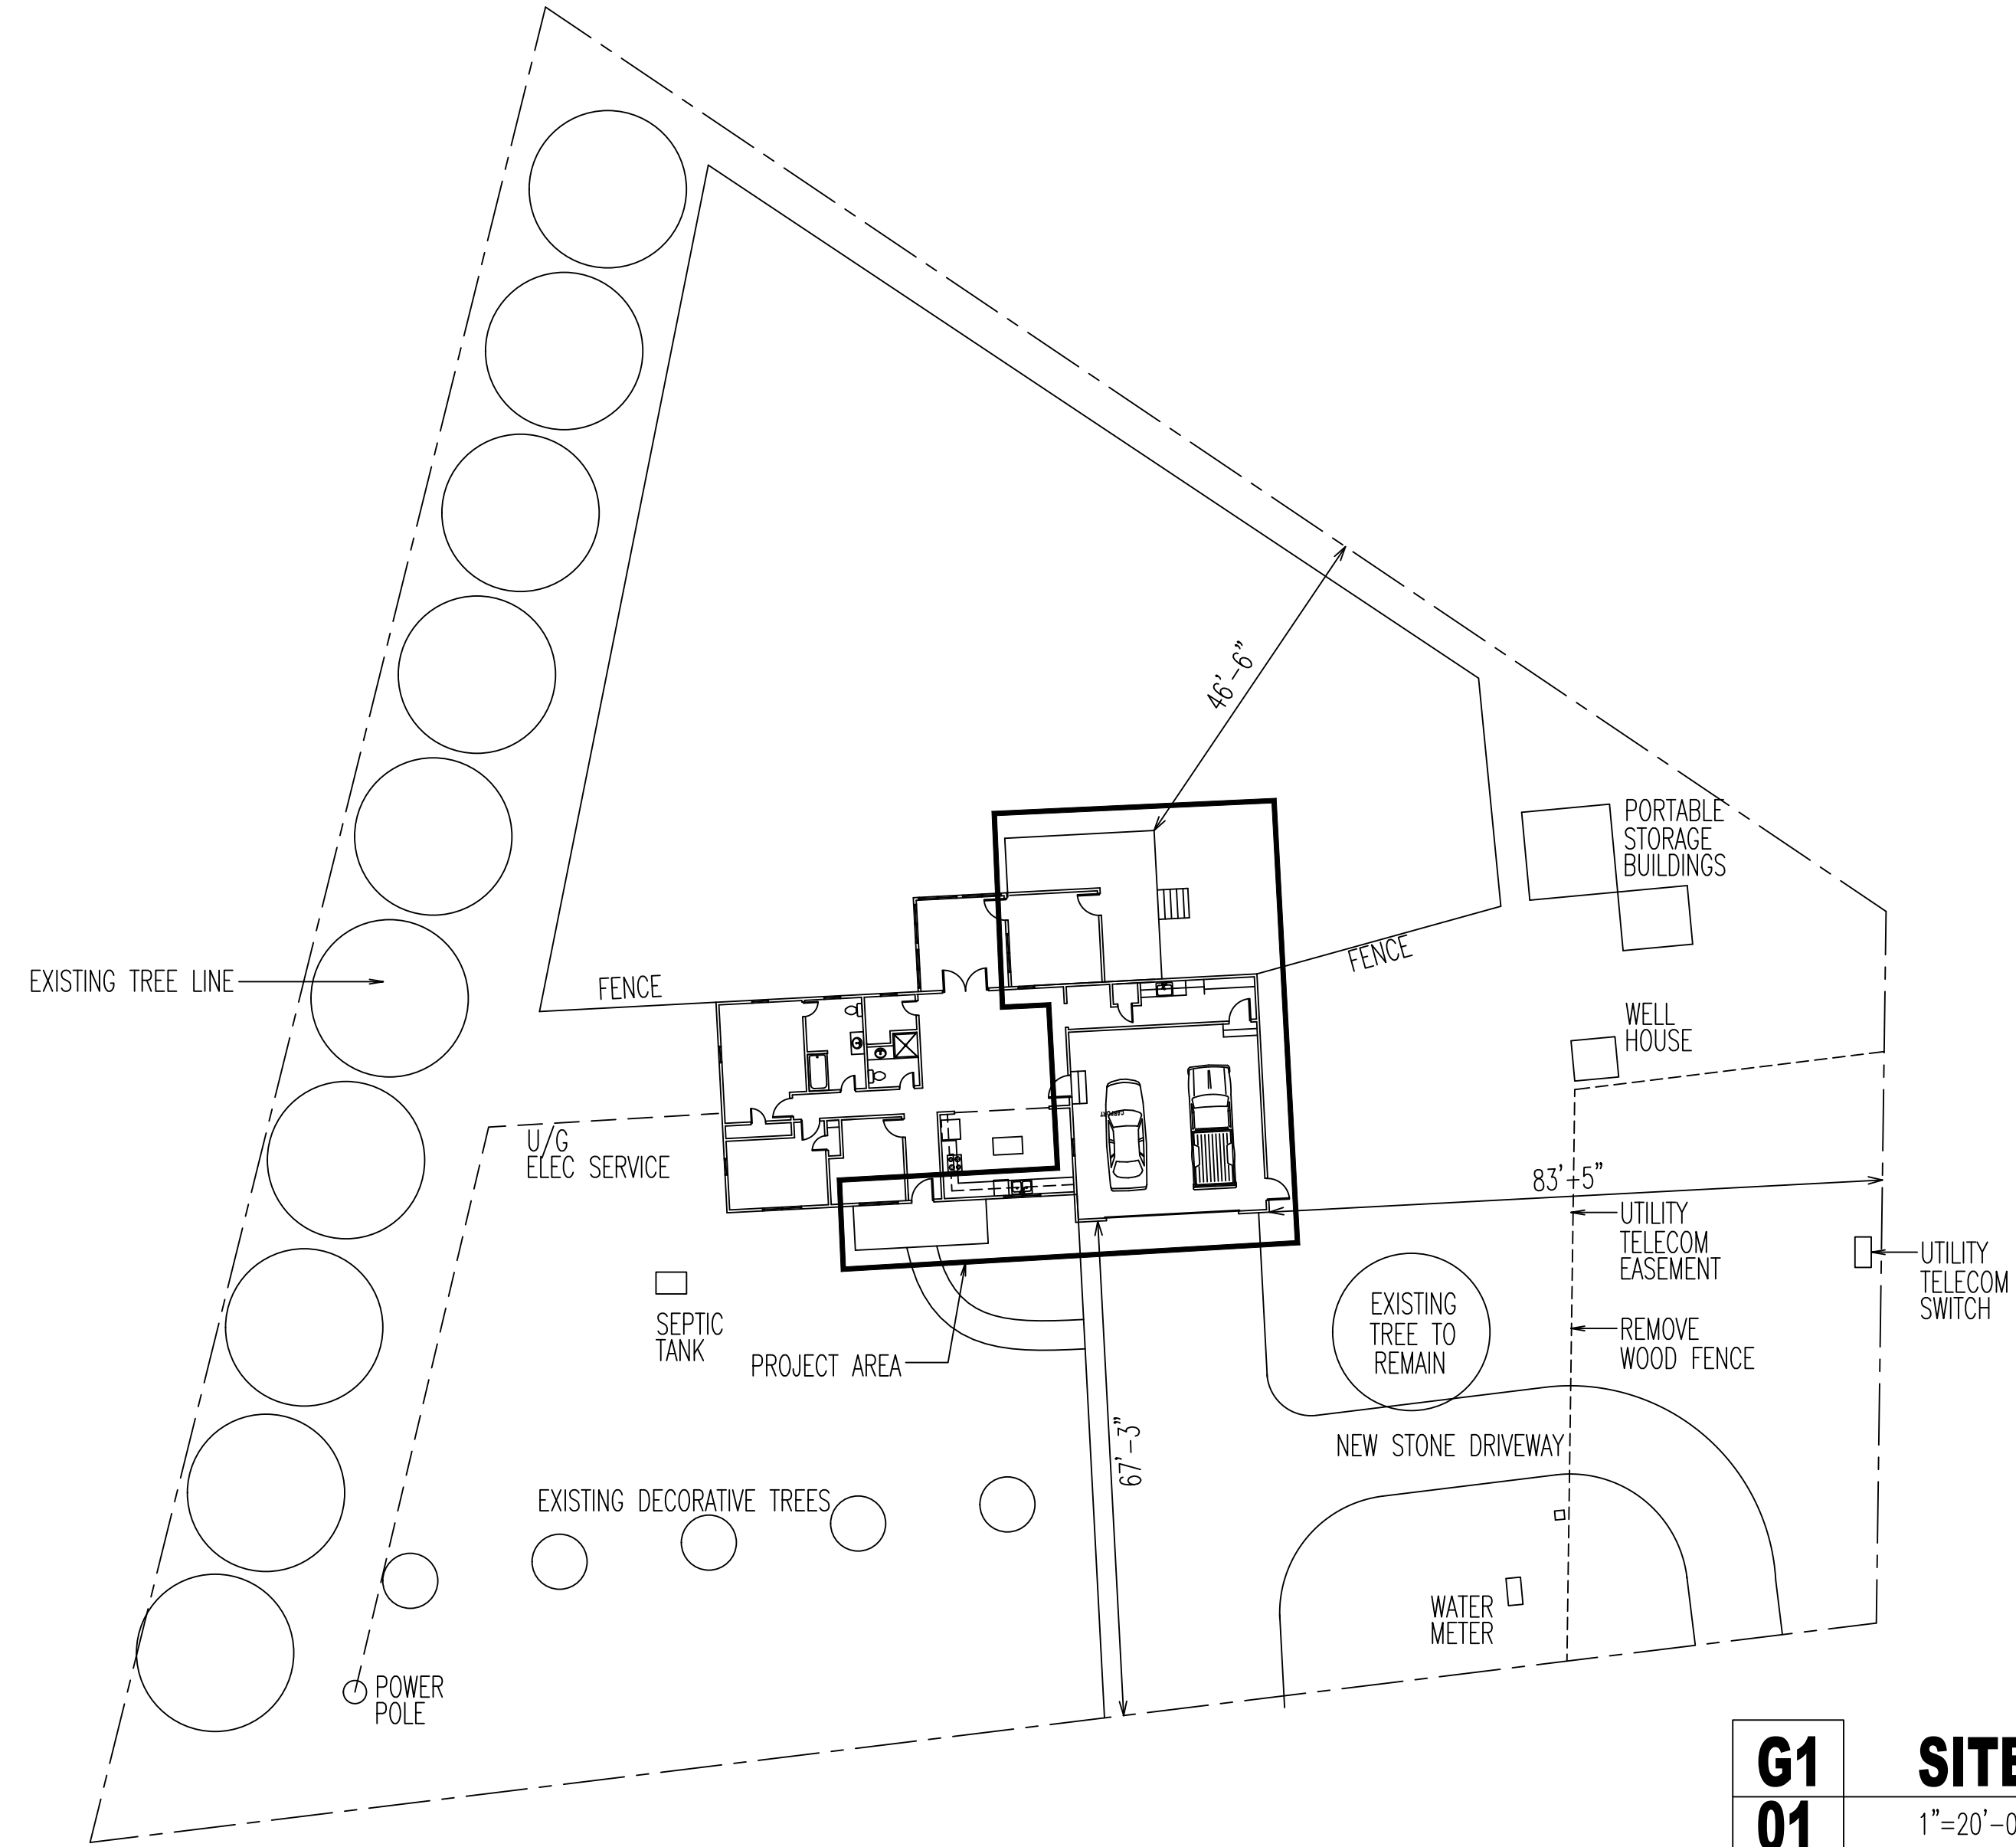 46'-6"
PORTABLE
STORAGE
BUILDINGS
FENCE
EXISTING TREE LINE
FENCE
WELL
HOUSE
U/G
ELEC SERVICE
CARPORT
83'-5"
UTILITY
TELECOM
EASEMENT
UTILITY
TELECOM
SWITCH
EXISTING
TREE TO
REMAIN
SEPTIC
TANK
REMOVE
WOOD FENCE
PROJECT AREA
67'-3"
NEW STONE DRIVEWAY
EXISTING DECORATIVE TREES
WATER
METER
POWER
POLE
G1
SITE
01
1"=20'-0